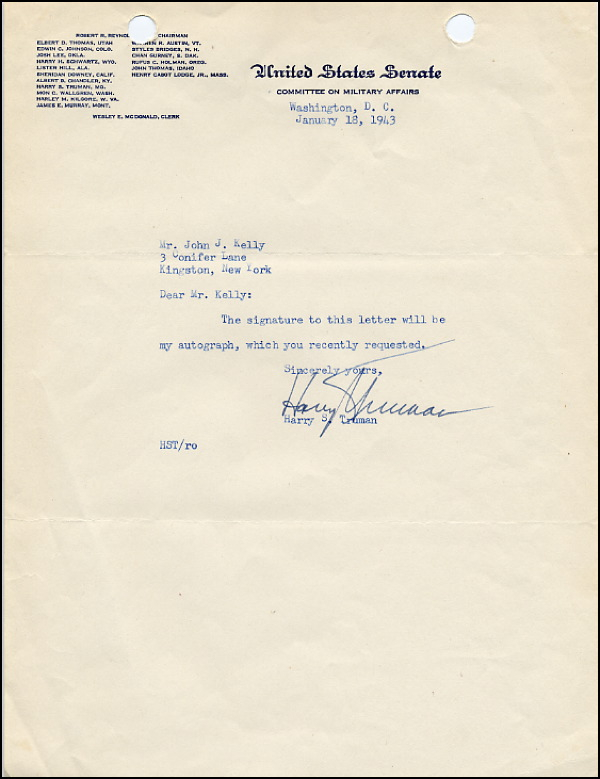 ROBERT R. REYNOL CHAIRMAN
ELBERT D. THOMAS, UTAH
EDWIN C. JOHNSON, COLO.
JOSH LEE, OKLA.
HARRY H. SCHWARTZ, WYO.
LISTER HILL, ALA.
SHERIDAN DOWNEY, CALIF.
ALBERT B. CHANDLER, KY.
HARRY S. TRUMAN, MO.
MON C. WALLGREN, WASH.
HARLEY M. KILGORE, W. VA.
JAMES E. MURRAY, MONT.
R. AUSTIN, VT.
STYLES BRIDGES, N. H.
CHAN GURNEY, S. DAK.
RUFUS C. HOLMAN, OREG.
JOHN THOMAS, IDAHO
HENRY CABOT LODGE, JR., MASS.
WESLEY E. MCDONALD, CLERK
United States Senate
COMMITTEE ON MILITARY AFFAIRS
Washington, D. C.
January 18, 1943
Mr. John J. Kelly
3 Conifer Lane
Kingston, New York
Dear Mr. Kelly:
The signature to this letter will be
my autograph, which you recently requested.
Sincerely yours,
Harry S Truman
Harry S. Truman
HST/ro